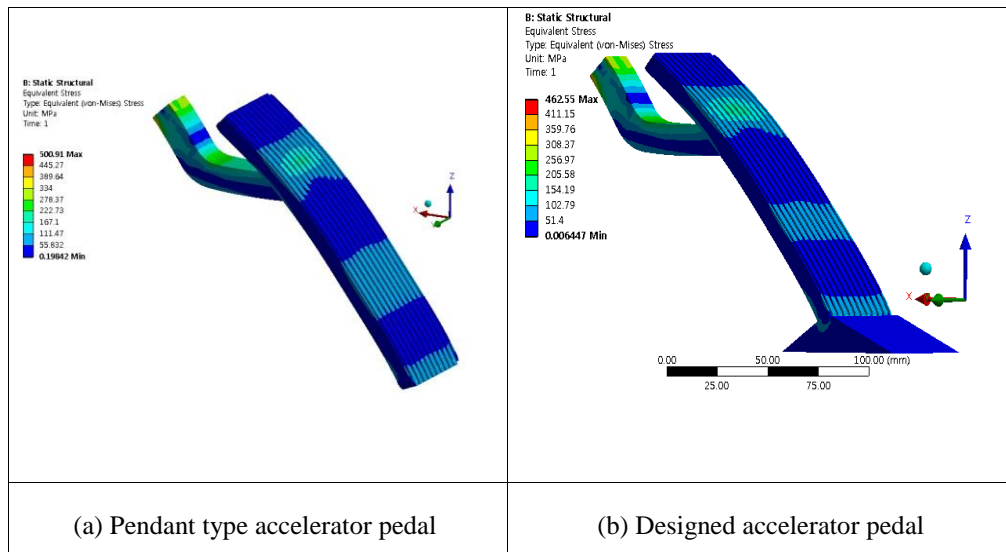 B: Static Structural
Equivalent Stress
Type: Equivalent (von-Mises) Stress
Unit: MPa
Time: 1
500.91 Max
445.27
389.64
334
278.37
222.73
167.1
111.47
55.832
0.19842 Min
Z
X
(a) Pendant type accelerator pedal
B: Static Structural
Equivalent Stress
Type: Equivalent (von-Mises) Stress
Unit: MPa
Time: 1
462.55 Max
411.15
359.76
308.37
256.97
205.58
154.19
102.79
51.4
0.006447 Min
Z
X
0.00 50.00 100.00 (mm)
25.00 75.00
(b) Designed accelerator pedal